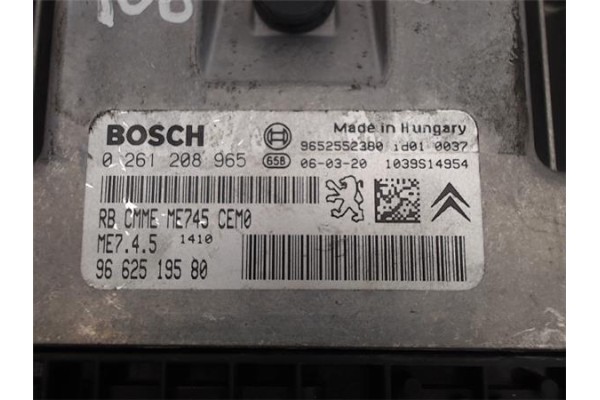 BOSCH Made in Hungary
9652552380 1d01 0037
0 261 208 965 65B 06-03-20 1039S14954
RB CMME ME745 CEM0
ME7.4.5 1410
96 625 195 80